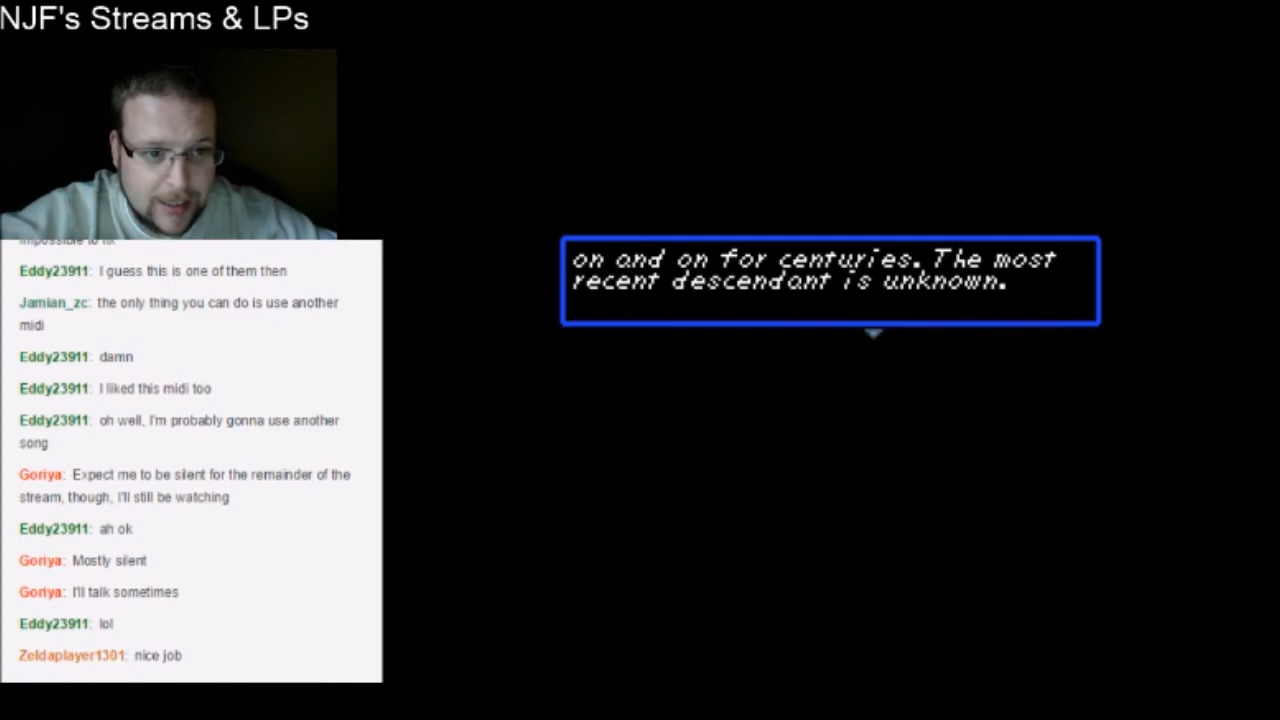 NJF's Streams & LPs
impossible to fix
Eddy23911: I guess this is one of them then
Jamian_zc: the only thing you can do is use another
midi
Eddy23911: damn
Eddy23911: I liked this midi too
Eddy23911: oh well, I'm probably gonna use another
song
Goriya: Expect me to be silent for the remainder of the
stream, though, I'll still be watching
Eddy23911: ah ok
Goriya: Mostly silent
Goriya: I'll talk sometimes
Eddy23911: lol
Zeldaplayer1301: nice job
on and on for centuries. The most
recent descendant is unknown.